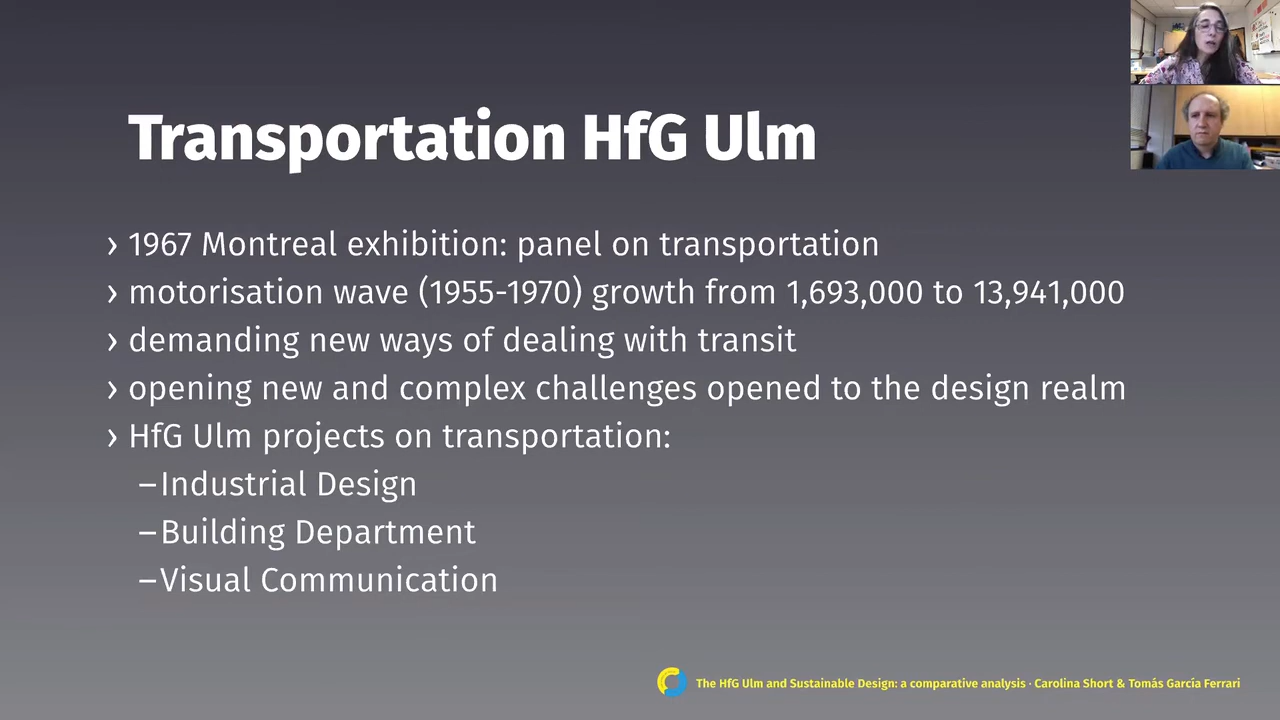 Transportation HfG Ulm
› 1967 Montreal exhibition: panel on transportation
› motorisation wave (1955-1970) growth from 1,693,000 to 13,941,000
› demanding new ways of dealing with transit
› opening new and complex challenges opened to the design realm
› HfG Ulm projects on transportation:
–Industrial Design
–Building Department
–Visual Communication
The HfG Ulm and Sustainable Design: a comparative analysis · Carolina Short & Tomás García Ferrari